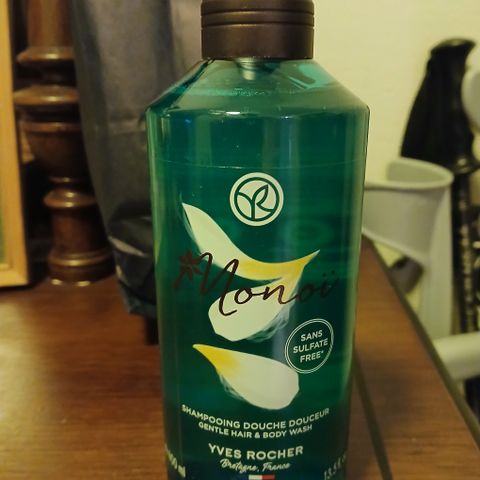 Monoï
SANS
SULFATE
FREE*
SHAMPOOING DOUCHE DOUCEUR
GENTLE HAIR & BODY WASH
YVES ROCHER
Bretagne, France